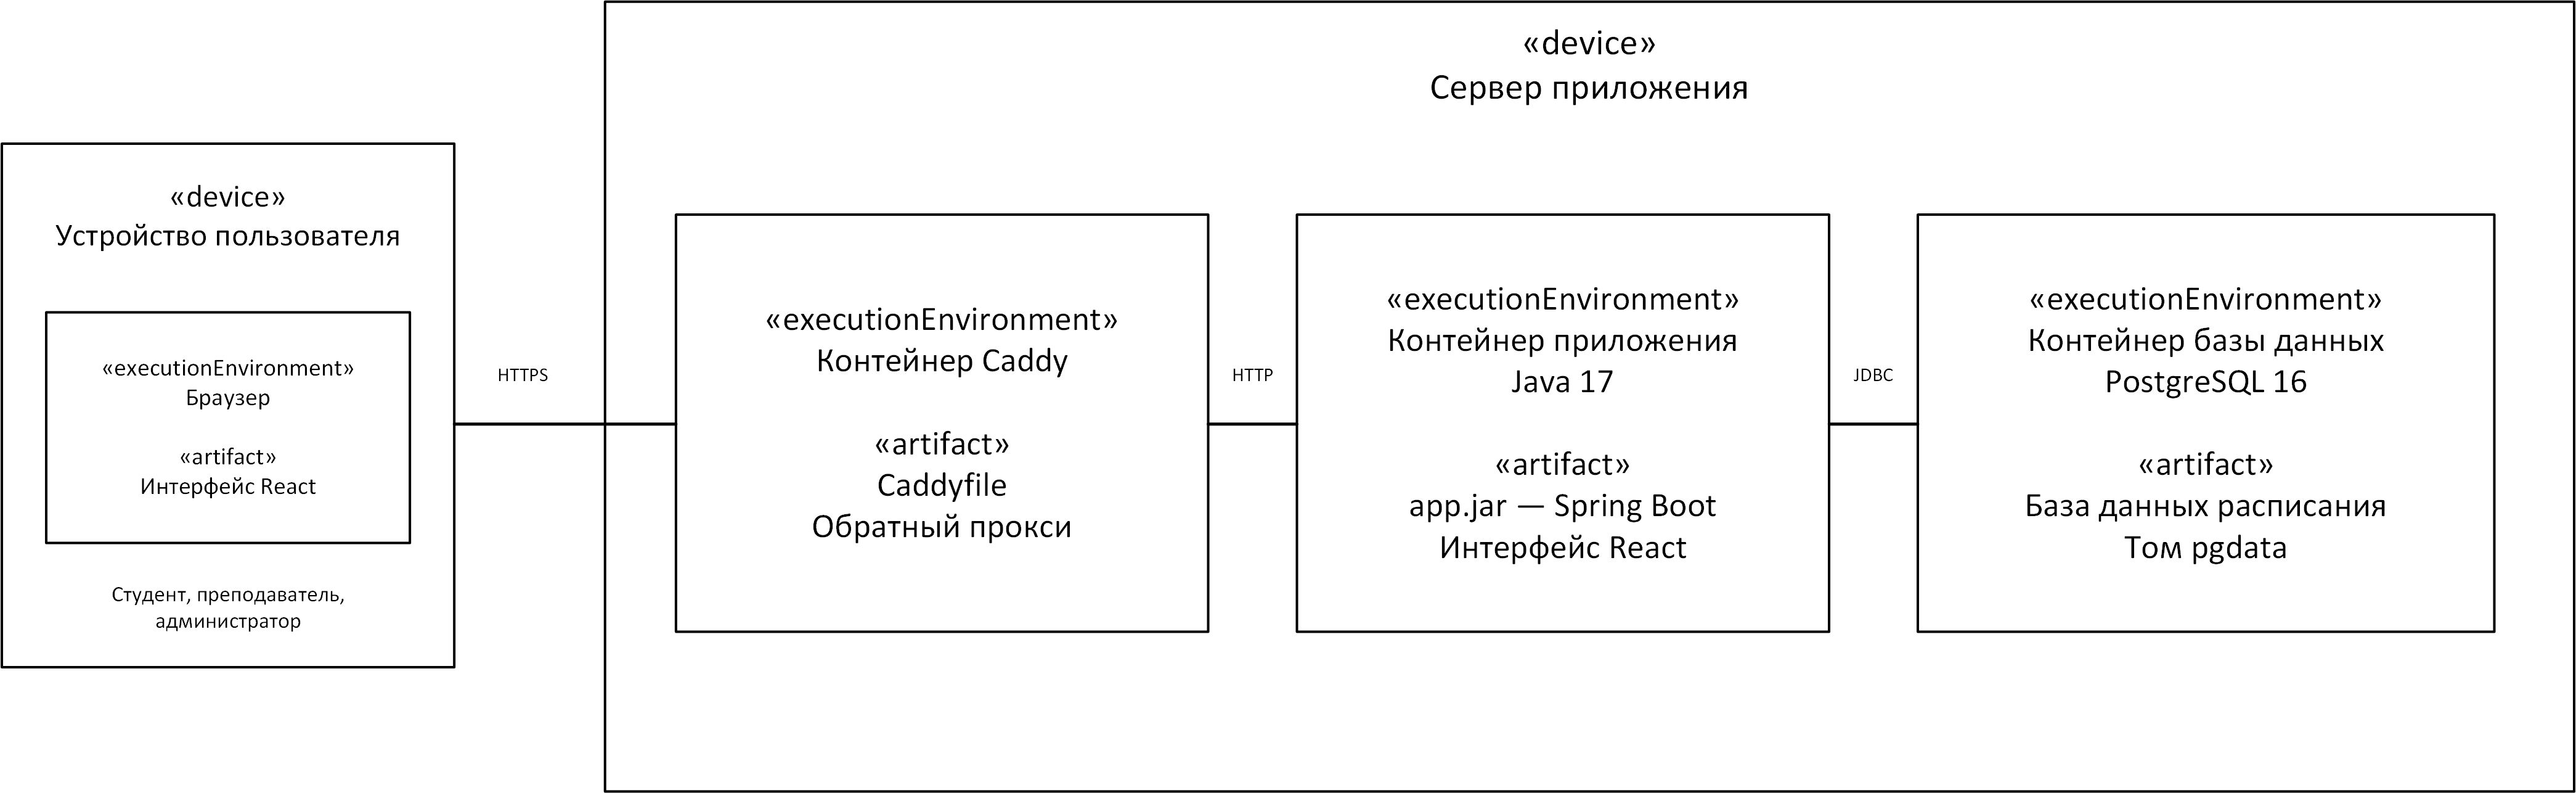 «device»
Устройство пользователя
«executionEnvironment»
Браузер
«artifact»
Интерфейс React
Студент, преподаватель,
администратор
HTTPS
«device»
Сервер приложения
«executionEnvironment»
Контейнер Caddy
«artifact»
Caddyfile
Обратный прокси
HTTP
«executionEnvironment»
Контейнер приложения
Java 17
«artifact»
app.jar — Spring Boot
Интерфейс React
JDBC
«executionEnvironment»
Контейнер базы данных
PostgreSQL 16
«artifact»
База данных расписания
Том pgdata